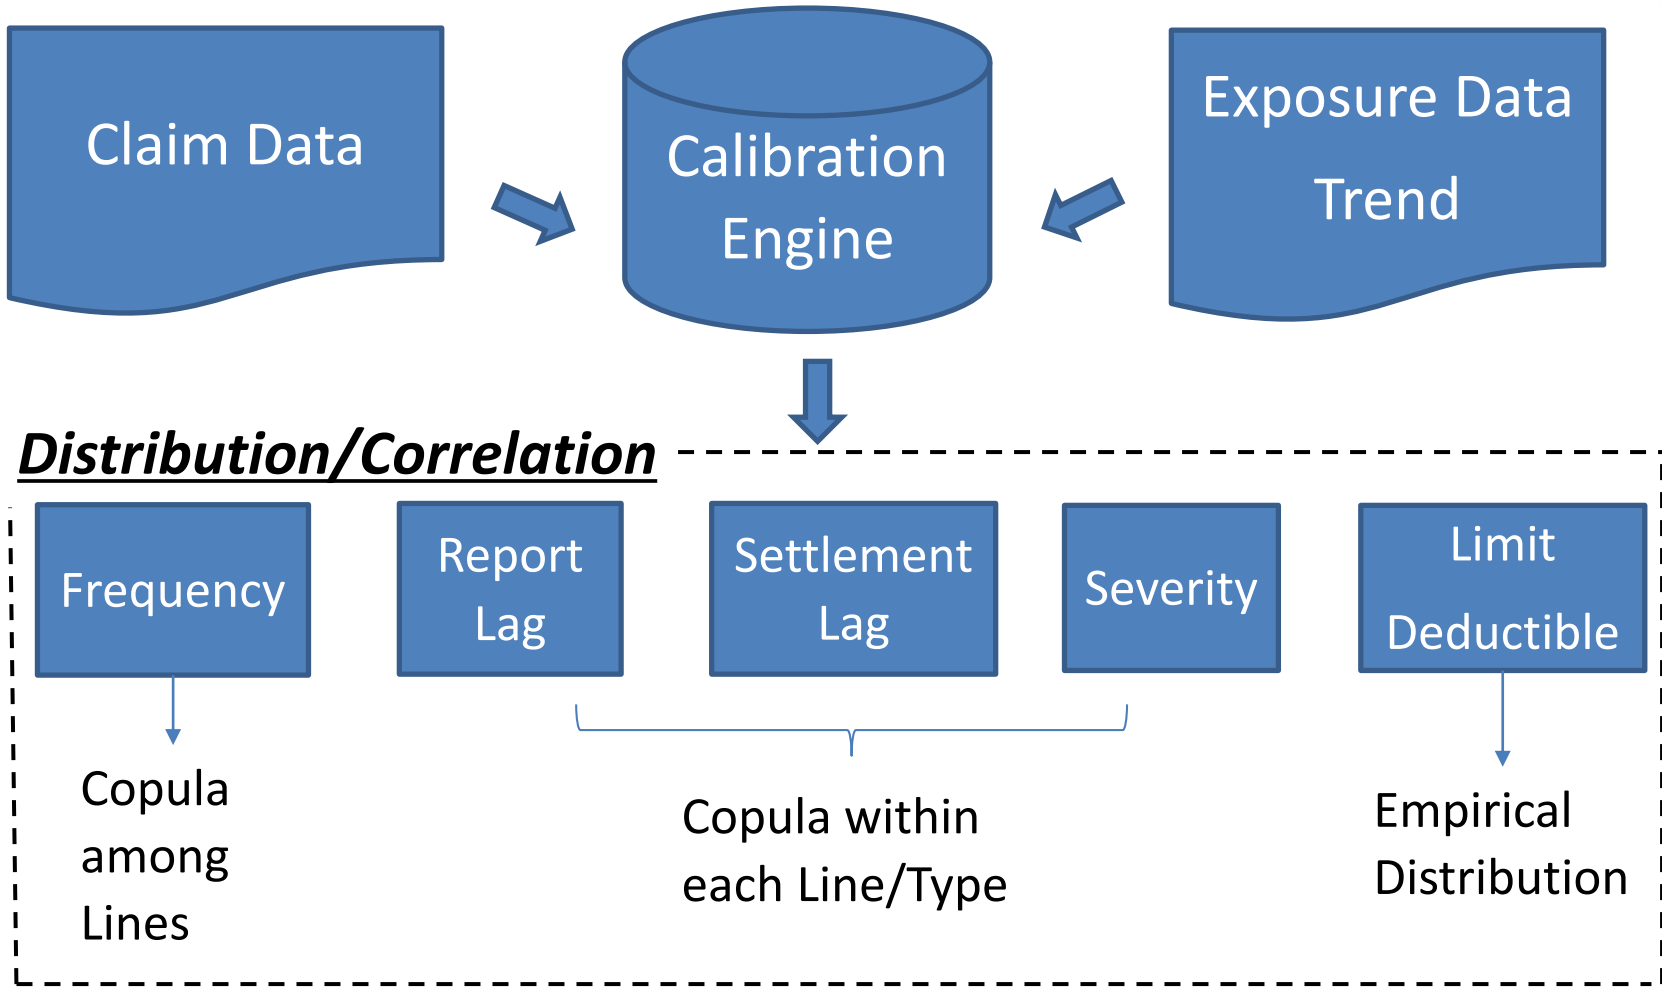 Claim Data
Calibration
Engine
Exposure Data
Trend
Distribution/Correlation
Frequency
Report
Lag
Settlement
Lag
Severity
Limit
Deductible
Copula
among
Lines
Copula within
each Line/Type
Empirical
Distribution